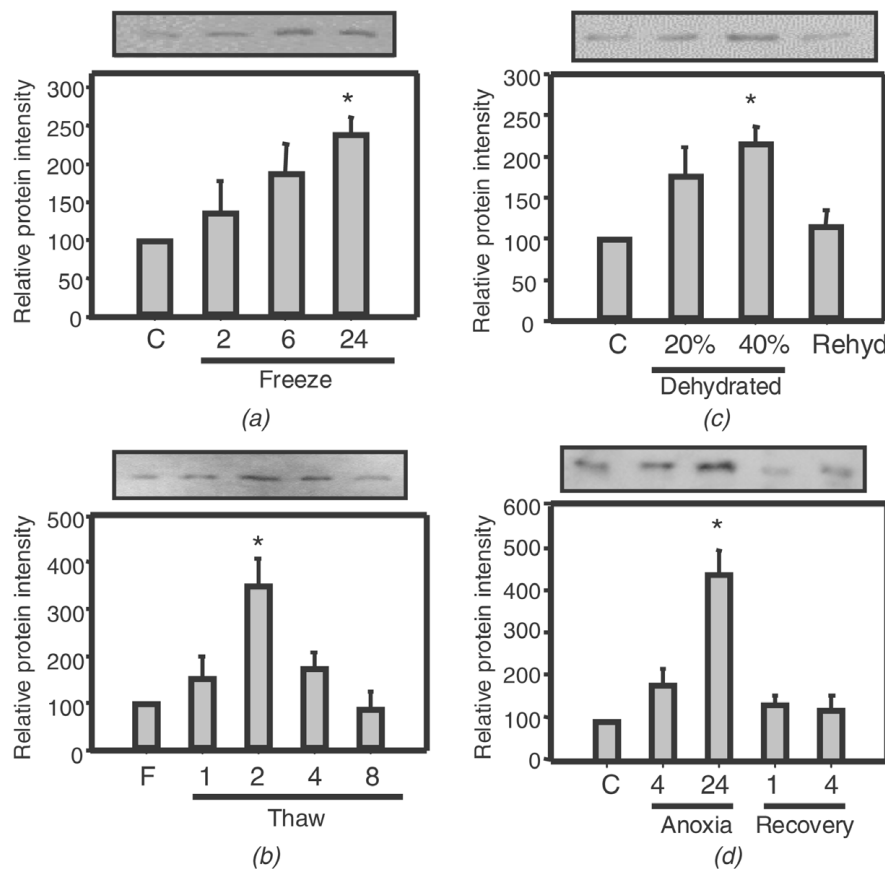 Relative protein intensity
300
250
200
150
100
50
0
*
C 2 6 24
Freeze
(a)
Relative protein intensity
300
250
200
150
100
50
0
*
C 20% 40% Rehyd
Dehydrated
(c)
Relative protein intensity
500
400
300
200
100
0
*
F 1 2 4 8
Thaw
(b)
Relative protein intensity
600
500
400
300
200
100
0
*
C 4 24 1 4
Anoxia Recovery
(d)